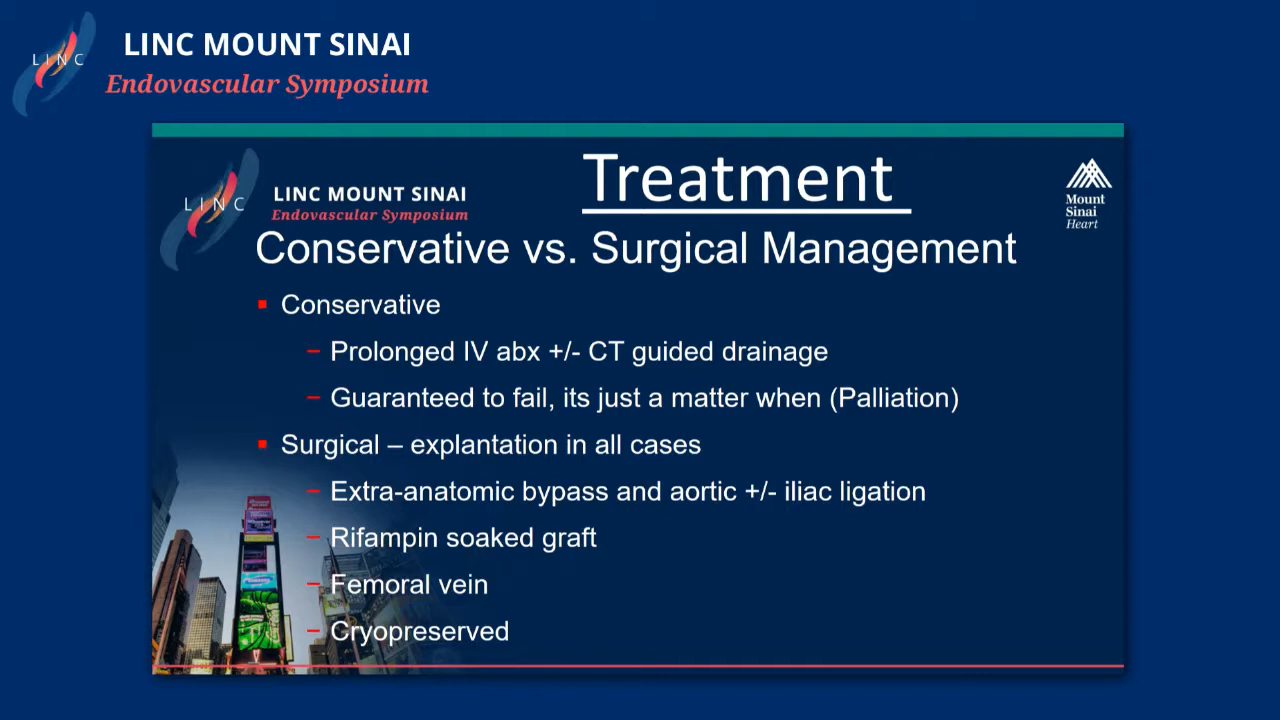 LINC
LINC MOUNT SINAI
Endovascular Symposium
LINC
LINC MOUNT SINAI
Endovascular Symposium
Treatment
Mount
Sinai
Heart
Conservative vs. Surgical Management
Conservative
– Prolonged IV abx +/- CT guided drainage
– Guaranteed to fail, its just a matter when (Palliation)
Surgical – explantation in all cases
– Extra-anatomic bypass and aortic +/- iliac ligation
– Rifampin soaked graft
– Femoral vein
– Cryopreserved